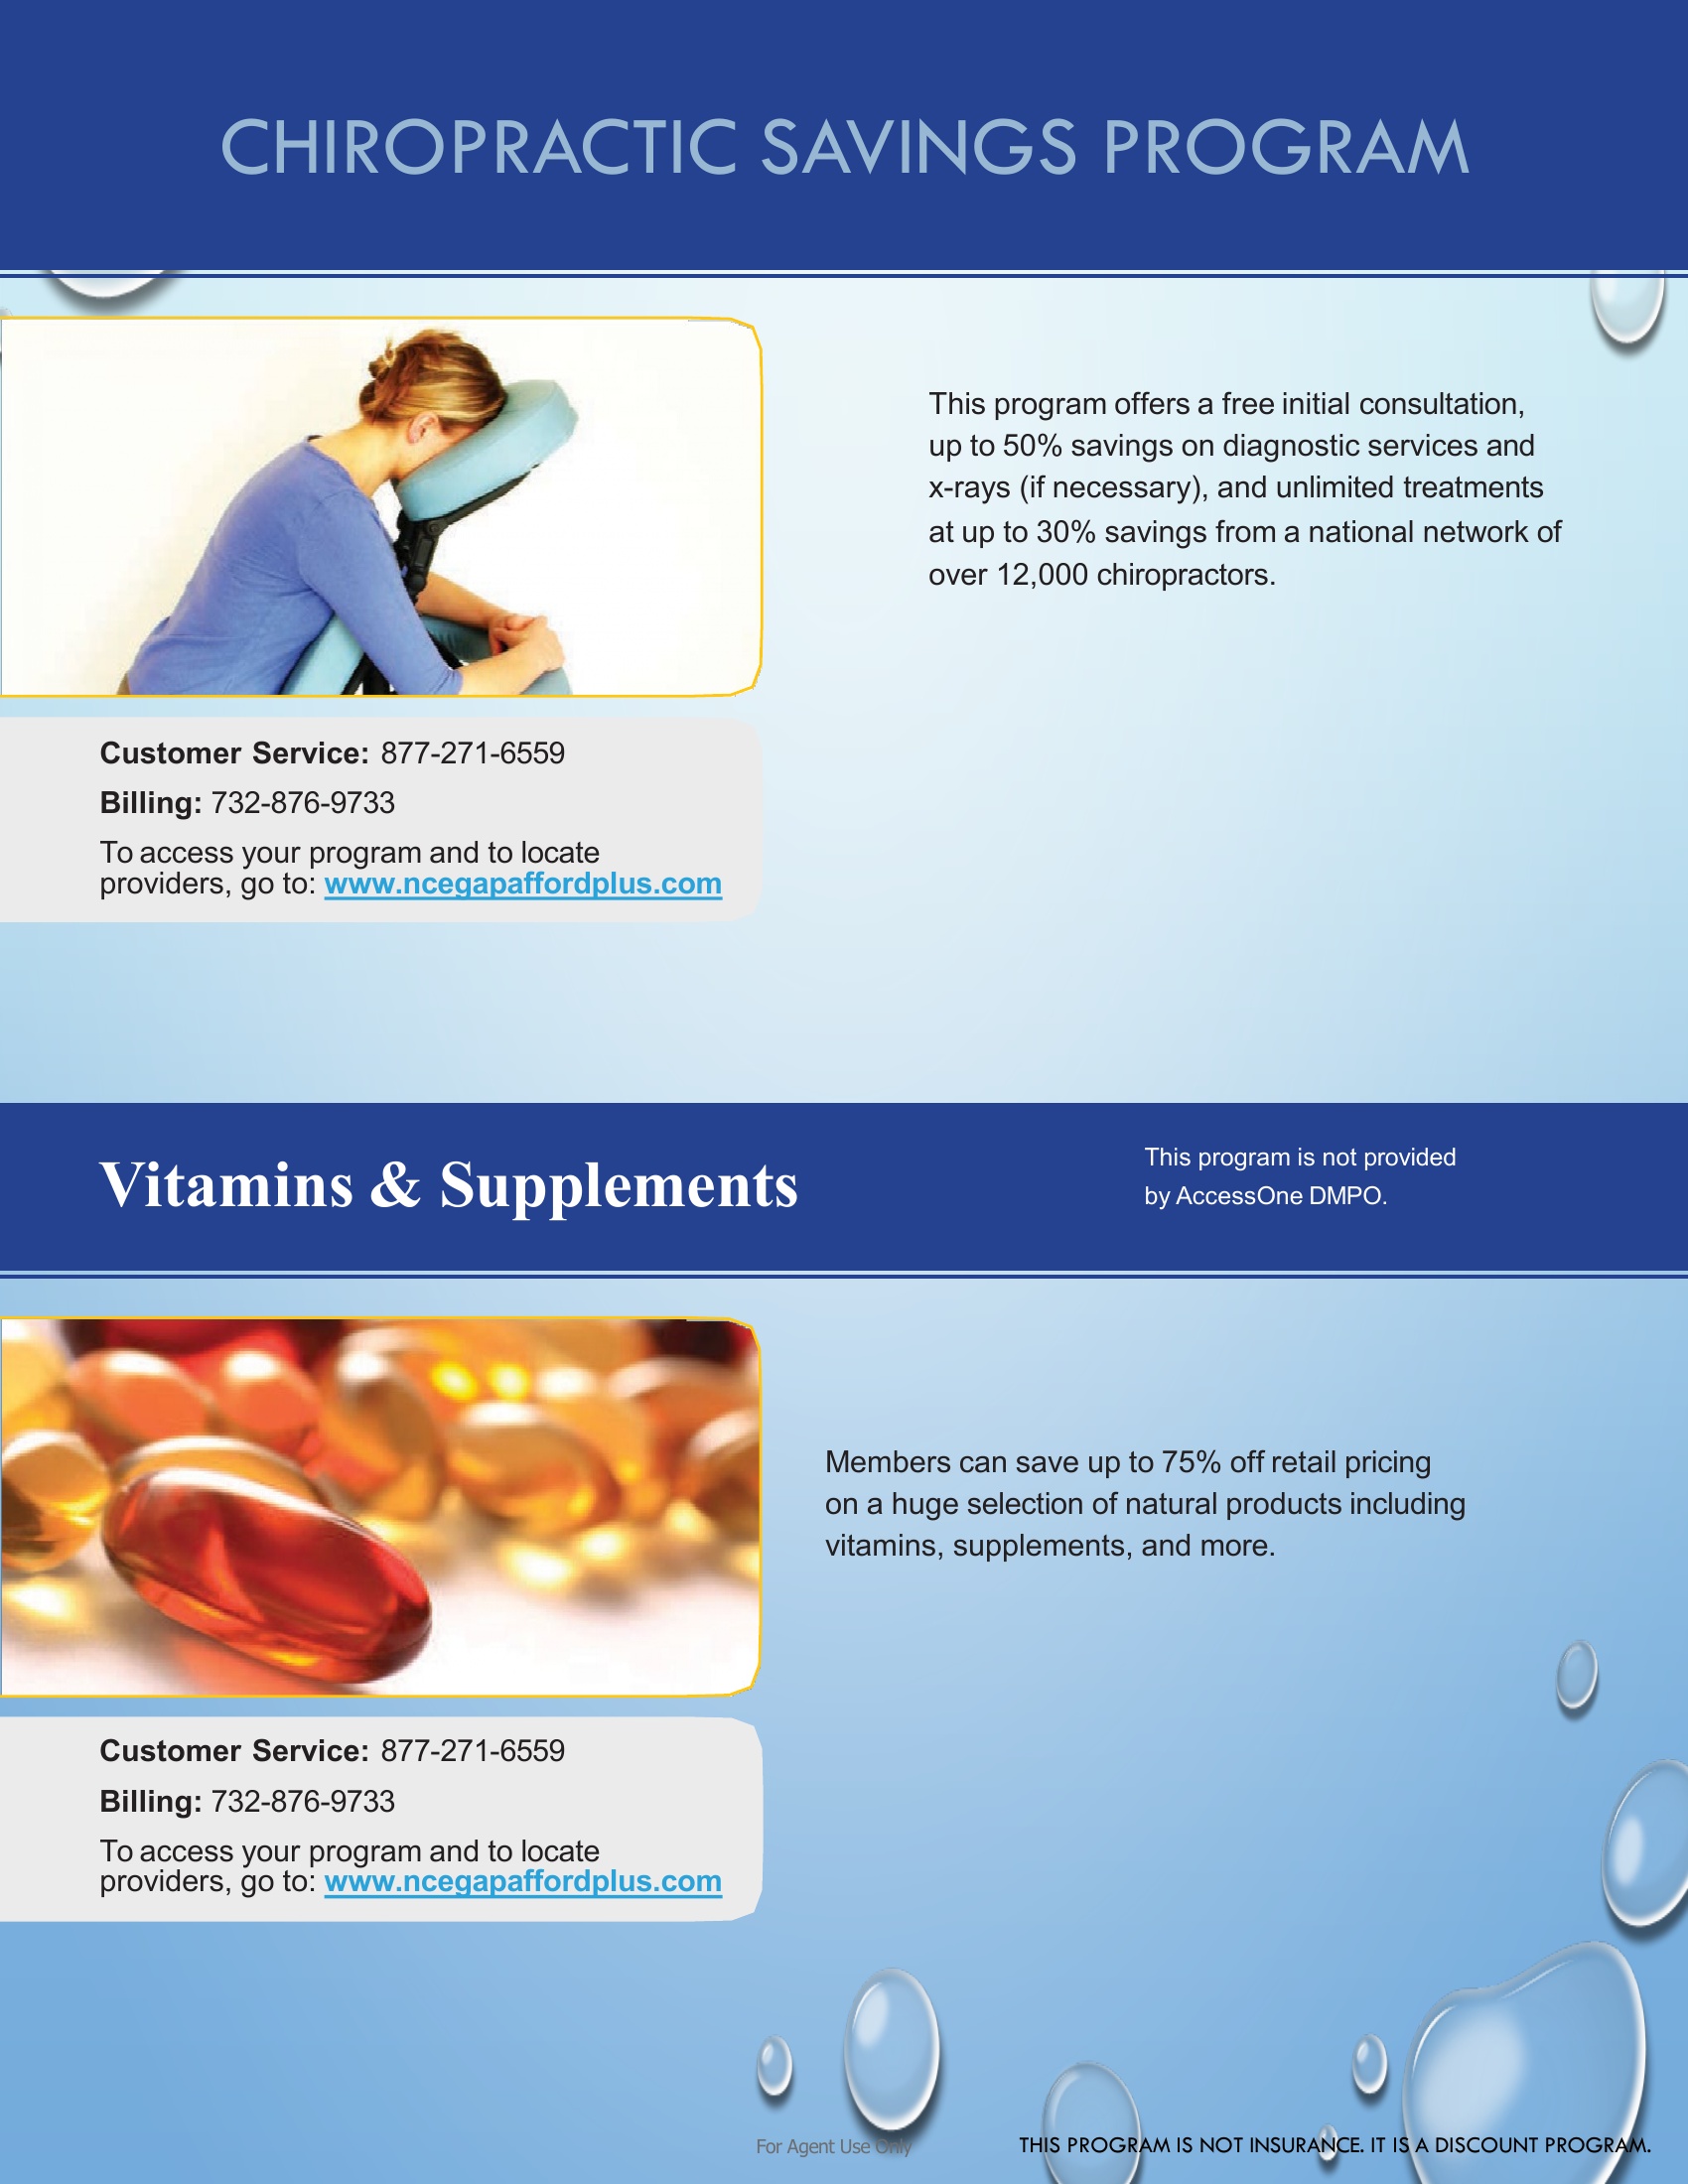 CHIROPRACTIC SAVINGS PROGRAM
This program offers a free initial consultation,
up to 50% savings on diagnostic services and
x-rays (if necessary), and unlimited treatments
at up to 30% savings from a national network of
over 12,000 chiropractors.
Customer Service: 877-271-6559
Billing: 732-876-9733
To access your program and to locate
providers, go to: www.ncegapaffordplus.com
Vitamins & Supplements
This program is not provided
by AccessOne DMPO.
Members can save up to 75% off retail pricing
on a huge selection of natural products including
vitamins, supplements, and more.
Customer Service: 877-271-6559
Billing: 732-876-9733
To access your program and to locate
providers, go to: www.ncegapaffordplus.com
For Agent Use Only
THIS PROGRAM IS NOT INSURANCE. IT IS A DISCOUNT PROGRAM.